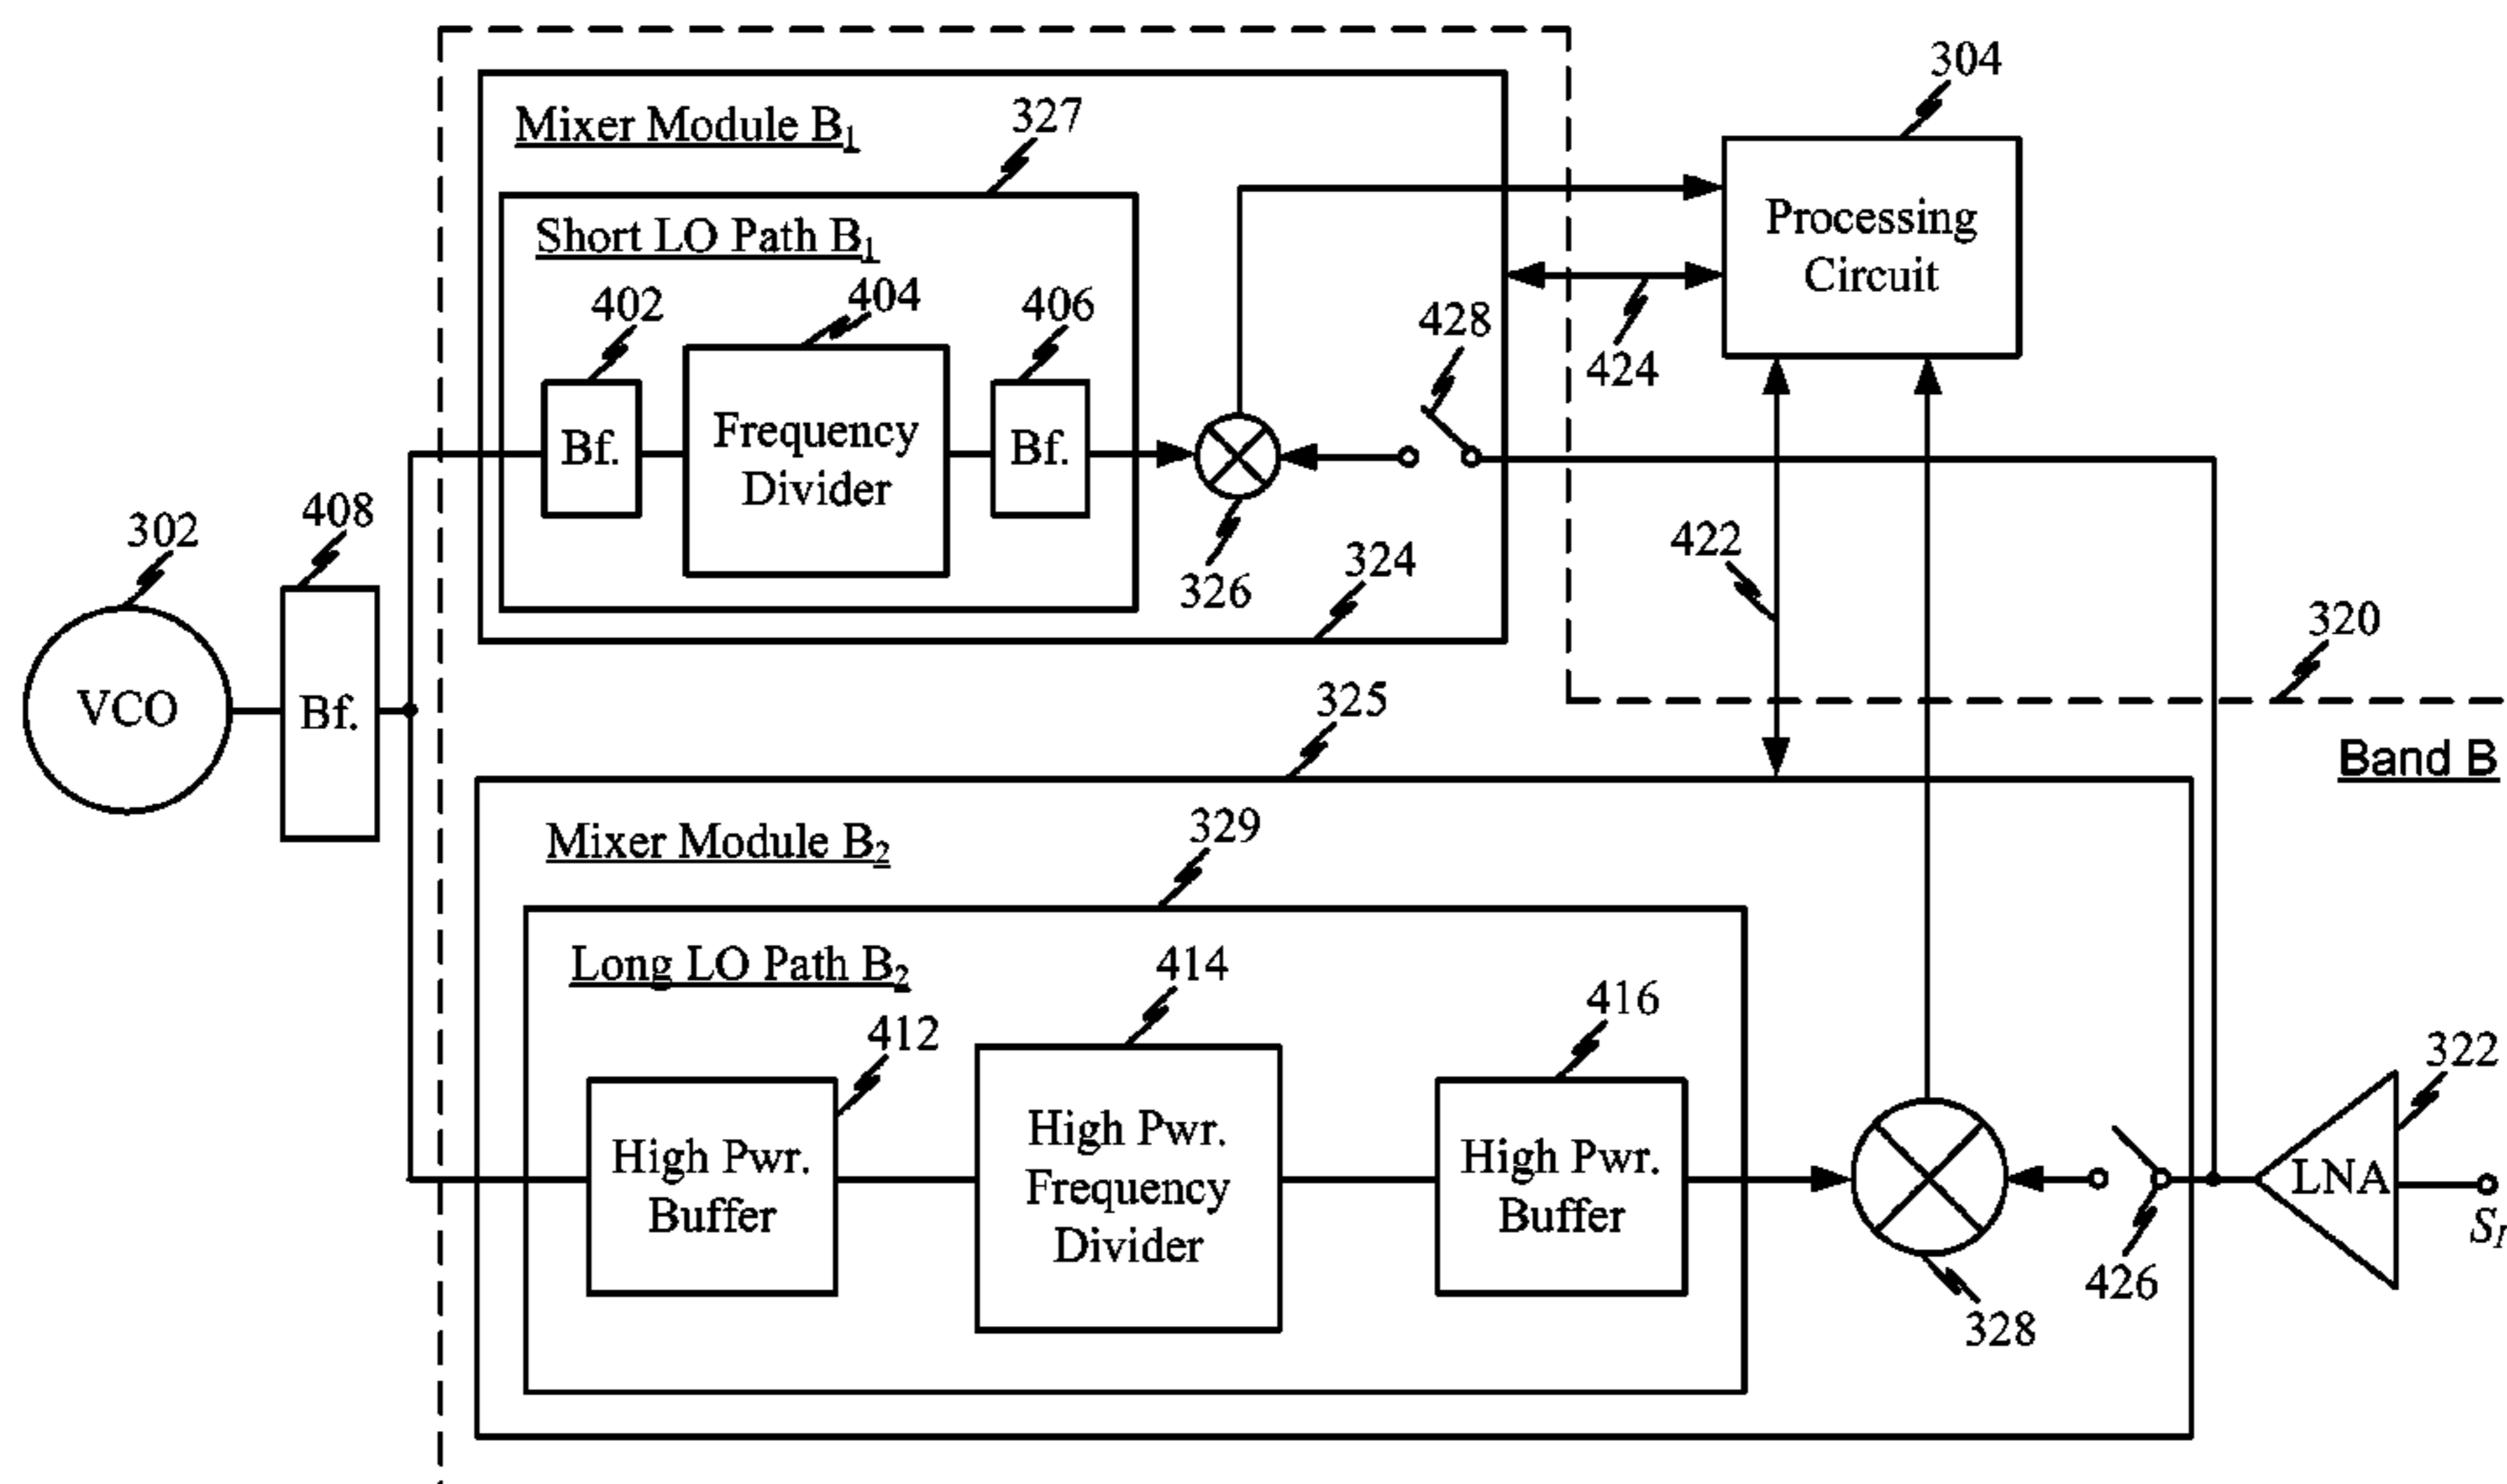 304
Mixer Module B1
327
Processing
Circuit
Short LO Path B1
402
404
406
428
424
Bf.
Frequency
Divider
Bf.
302
408
326
324
422
320
VCO
Bf.
325
Band B
Mixer Module B2
329
Long LO Path B2
414
416
412
322
High Pwr.
Buffer
High Pwr.
Frequency
Divider
High Pwr.
Buffer
LNA
426
328